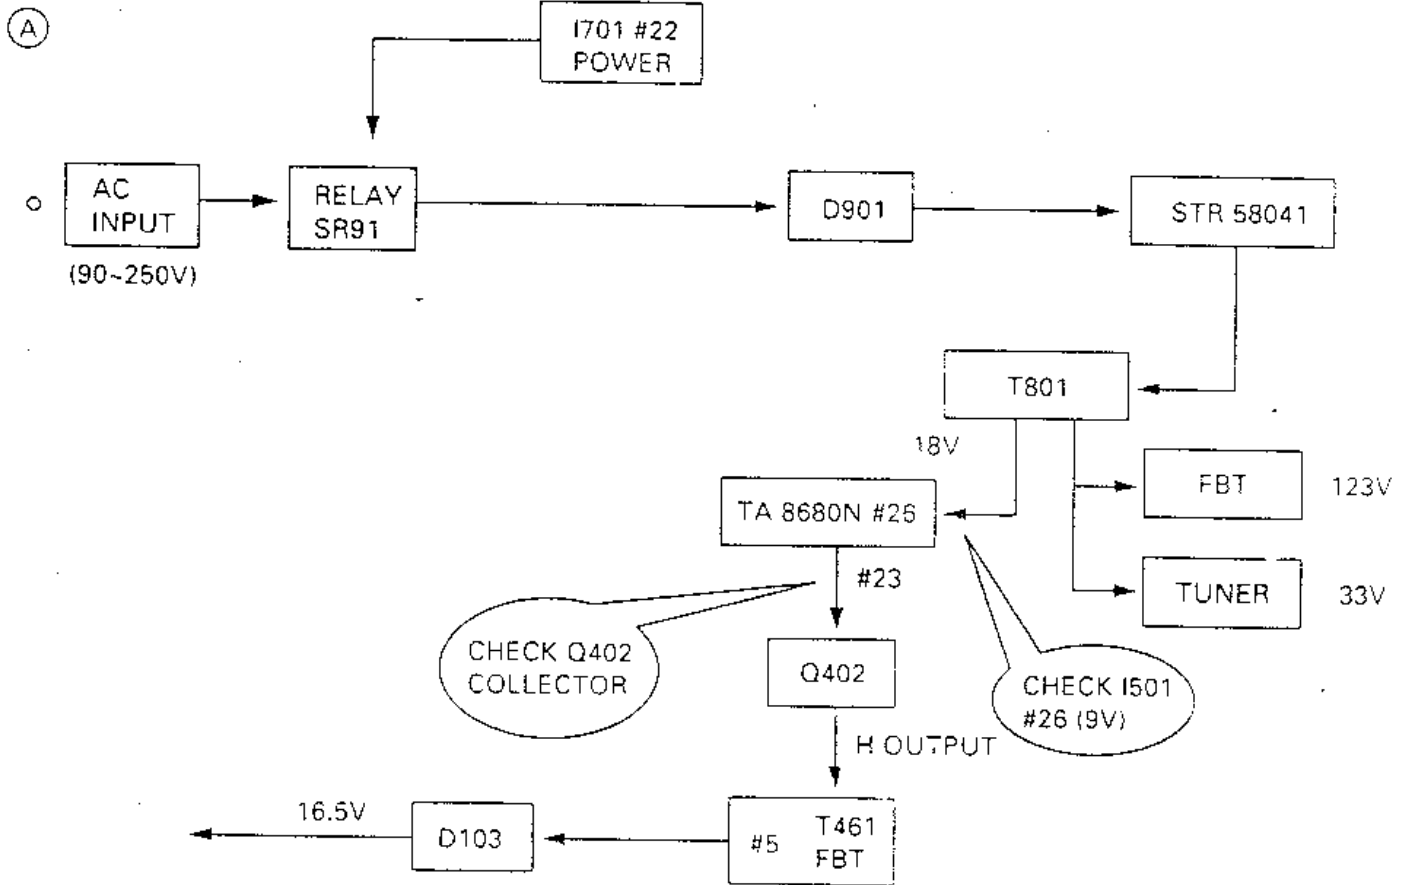 A
I701 #22
POWER
AC
INPUT
(90~250V)
RELAY
SR91
D901
STR 58041
T801
18V
FBT
123V
TA 8680N #26
#23
TUNER
33V
CHECK Q402
COLLECTOR
Q402
CHECK I501
#26 (9V)
H OUTPUT
16.5V
D103
#5
T461
FBT